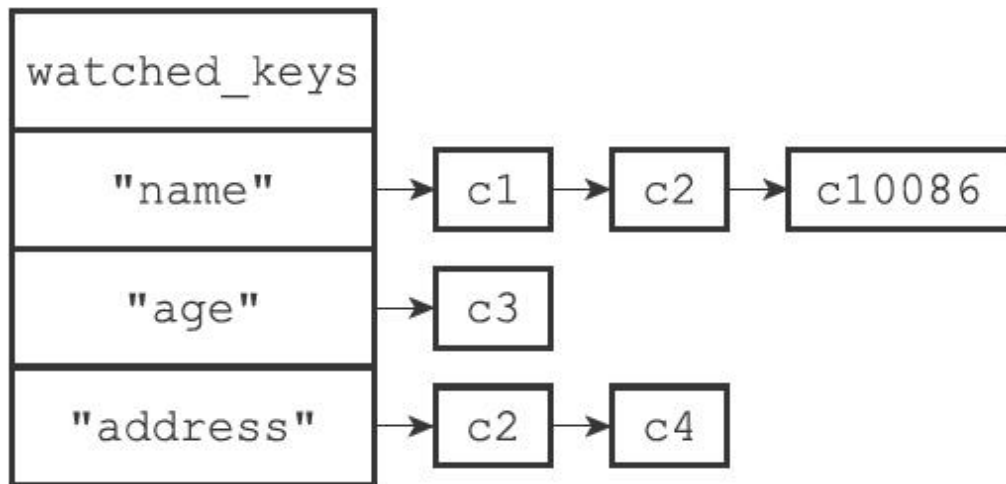 watched_keys
"name" c1 c2 c10086
"age" c3
"address" c2 c4